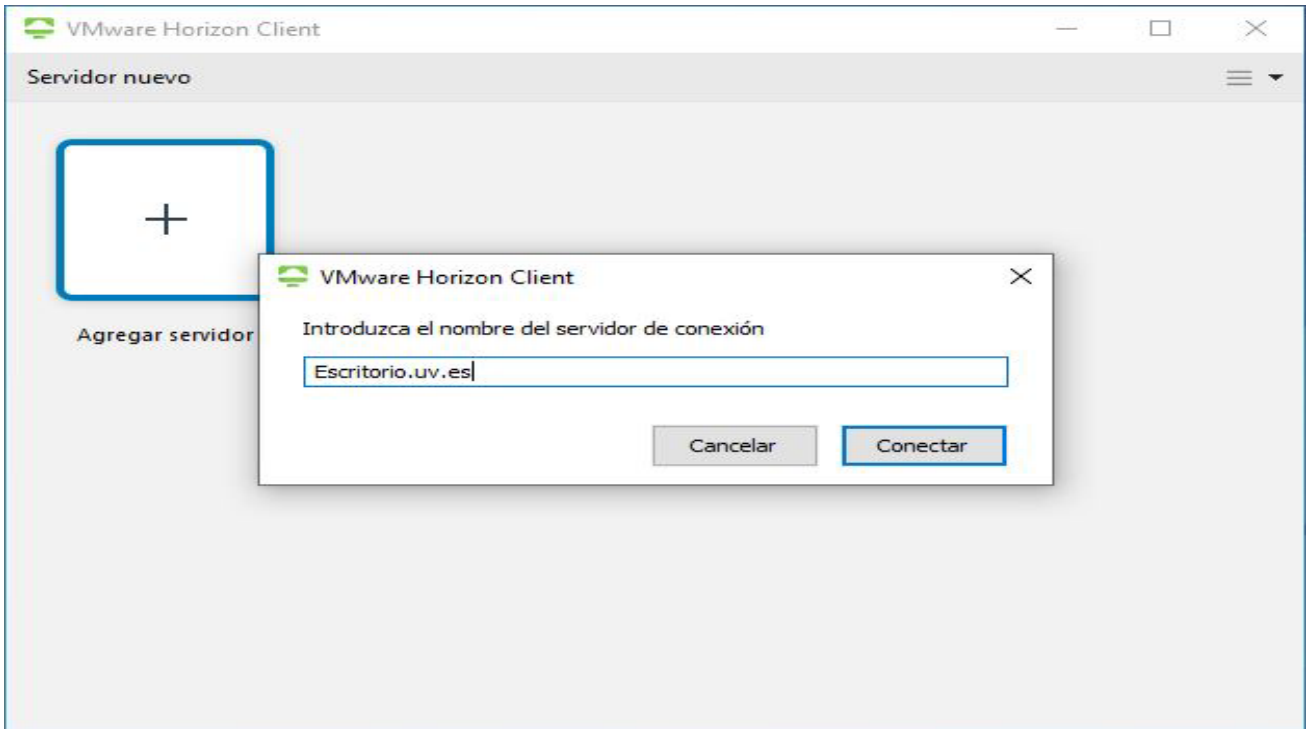 VMware Horizon Client
Servidor nuevo
Agregar servidor
VMware Horizon Client
Introduzca el nombre del servidor de conexión
Escritorio.uv.es
Cancelar
Conectar